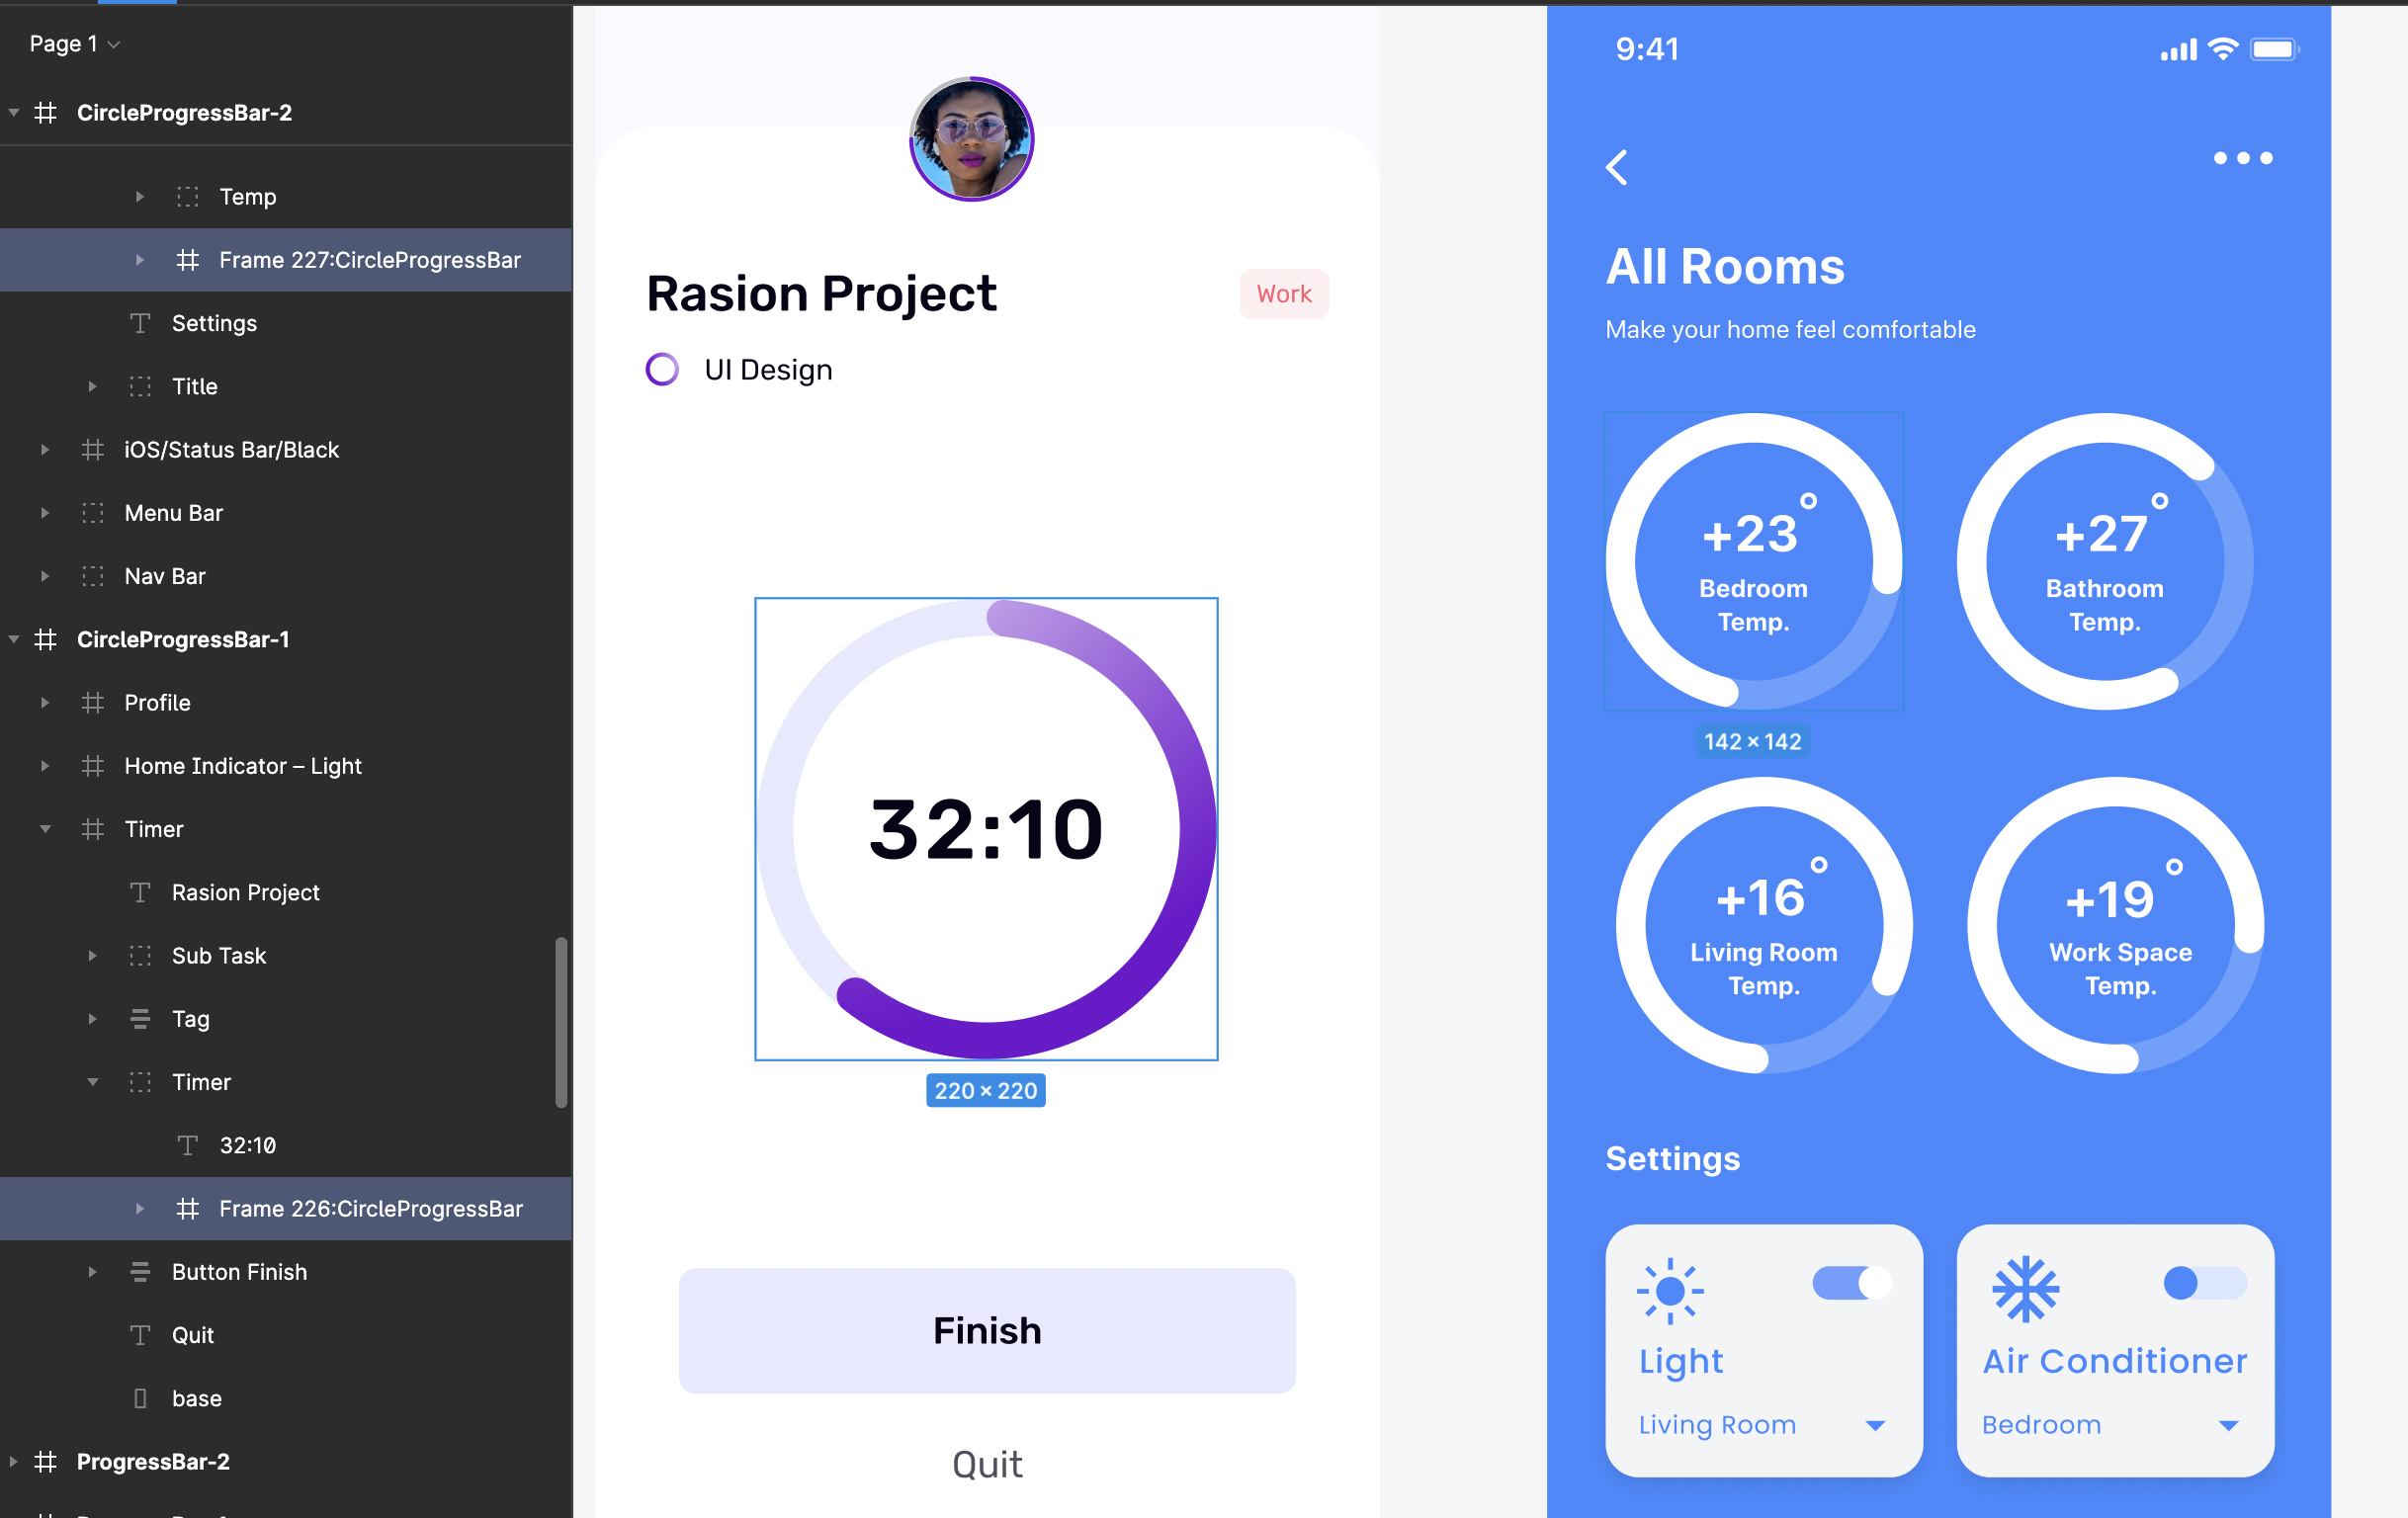 Page 1
CircleProgressBar-2
Temp
Frame 227:CircleProgressBar
Settings
Title
iOS/Status Bar/Black
Menu Bar
Nav Bar
CircleProgressBar-1
Profile
Home Indicator – Light
Timer
Rasion Project
Sub Task
Tag
Timer
32:10
Frame 226:CircleProgressBar
Button Finish
Quit
base
ProgressBar-2
Rasion Project
Work
UI Design
32:10
220 × 220
Finish
Quit
9:41
All Rooms
Make your home feel comfortable
+23°
Bedroom
Temp.
+27°
Bathroom
Temp.
142 × 142
+16°
Living Room
Temp.
+19°
Work Space
Temp.
Settings
Light
Living Room
Air Conditioner
Bedroom